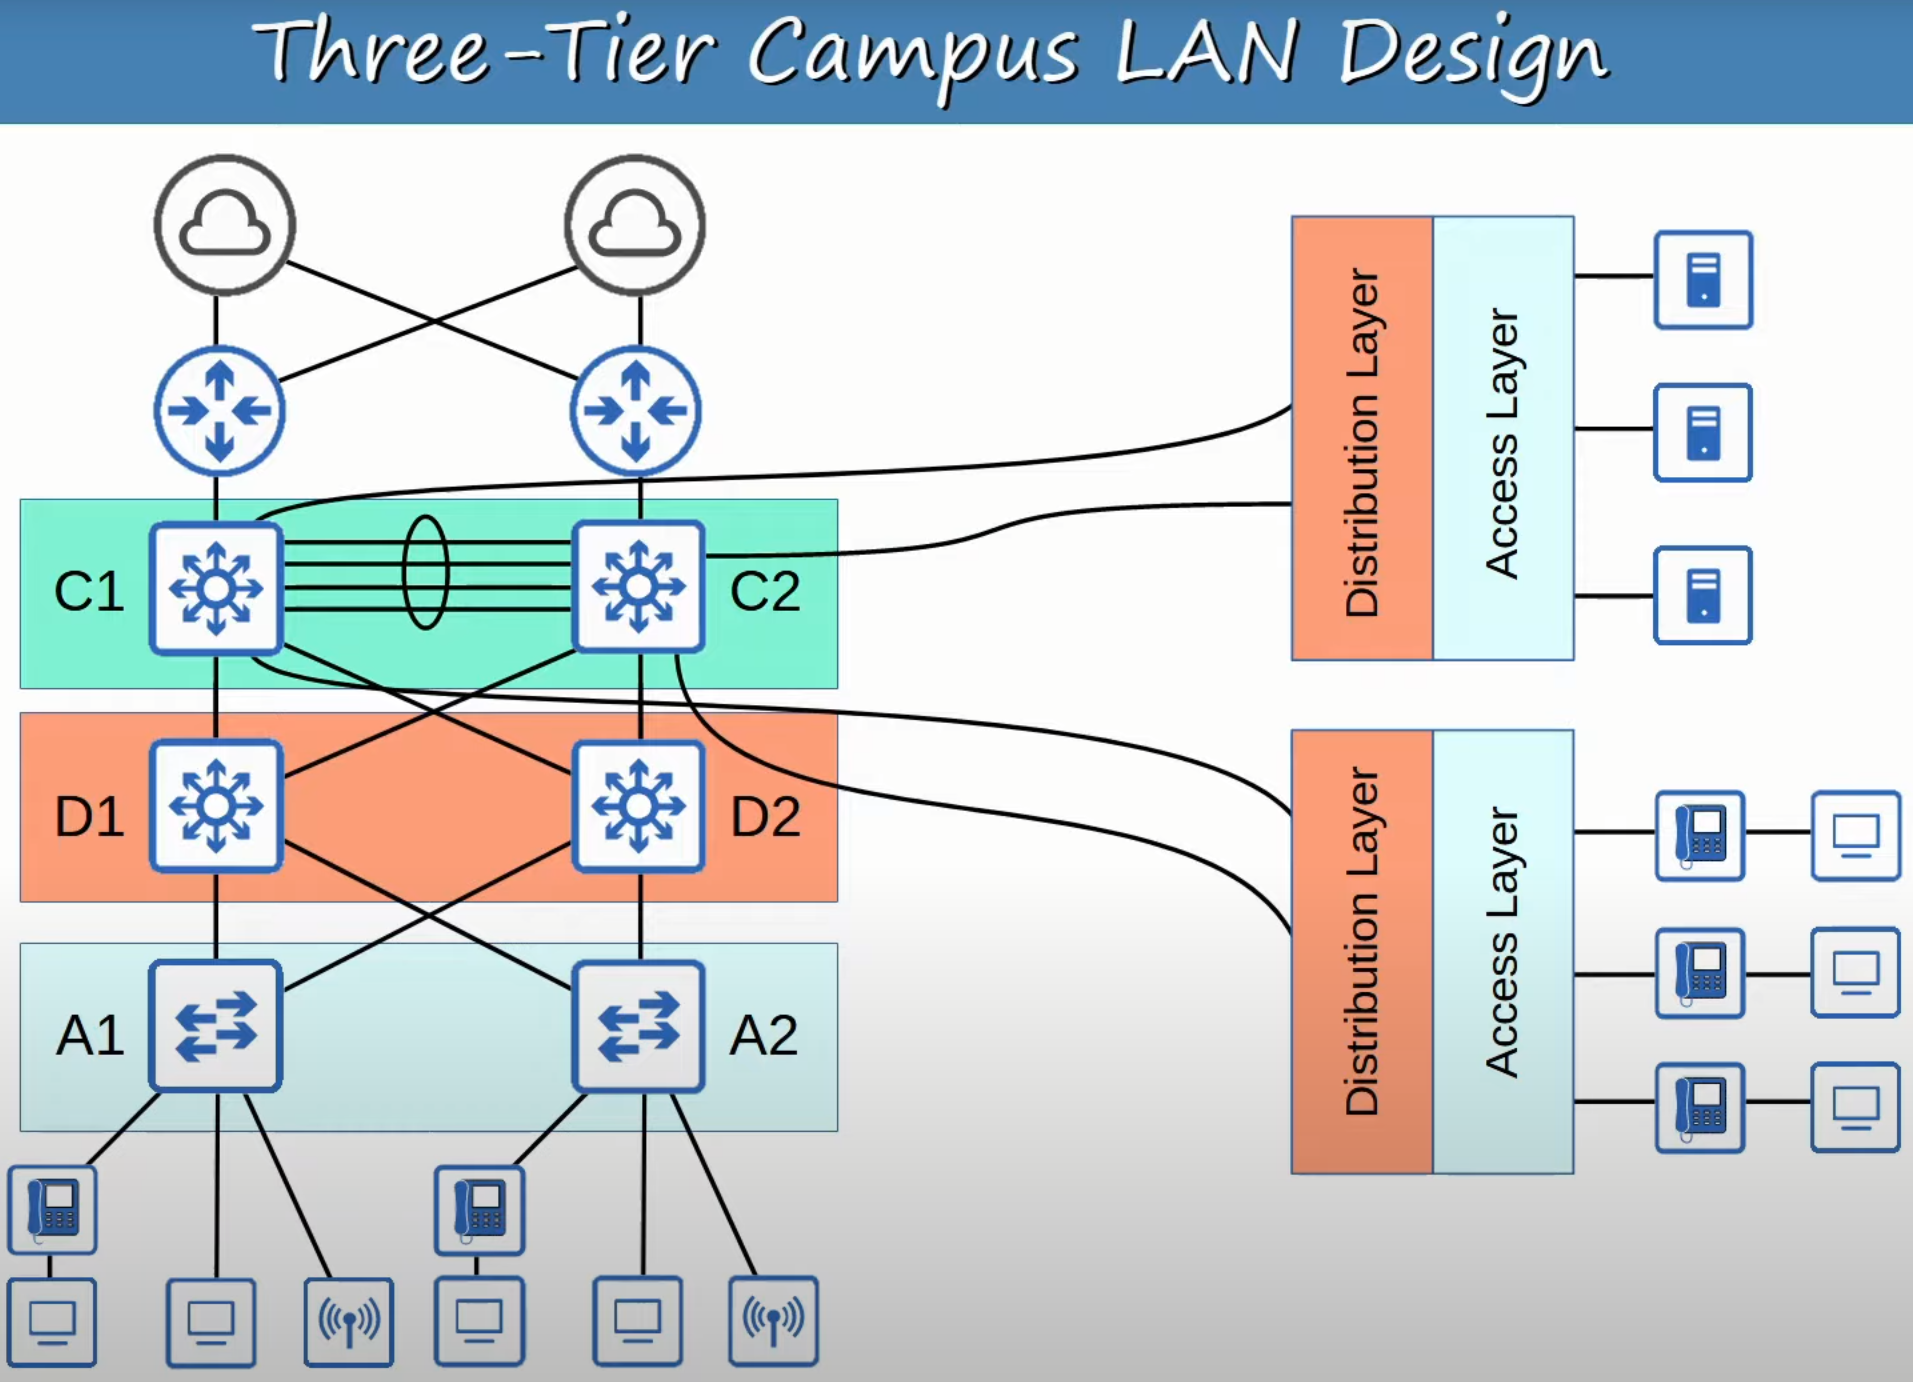 Three-Tier Campus LAN Design
C1
C2
D1
D2
A1
A2
Distribution Layer
Access Layer
Distribution Layer
Access Layer